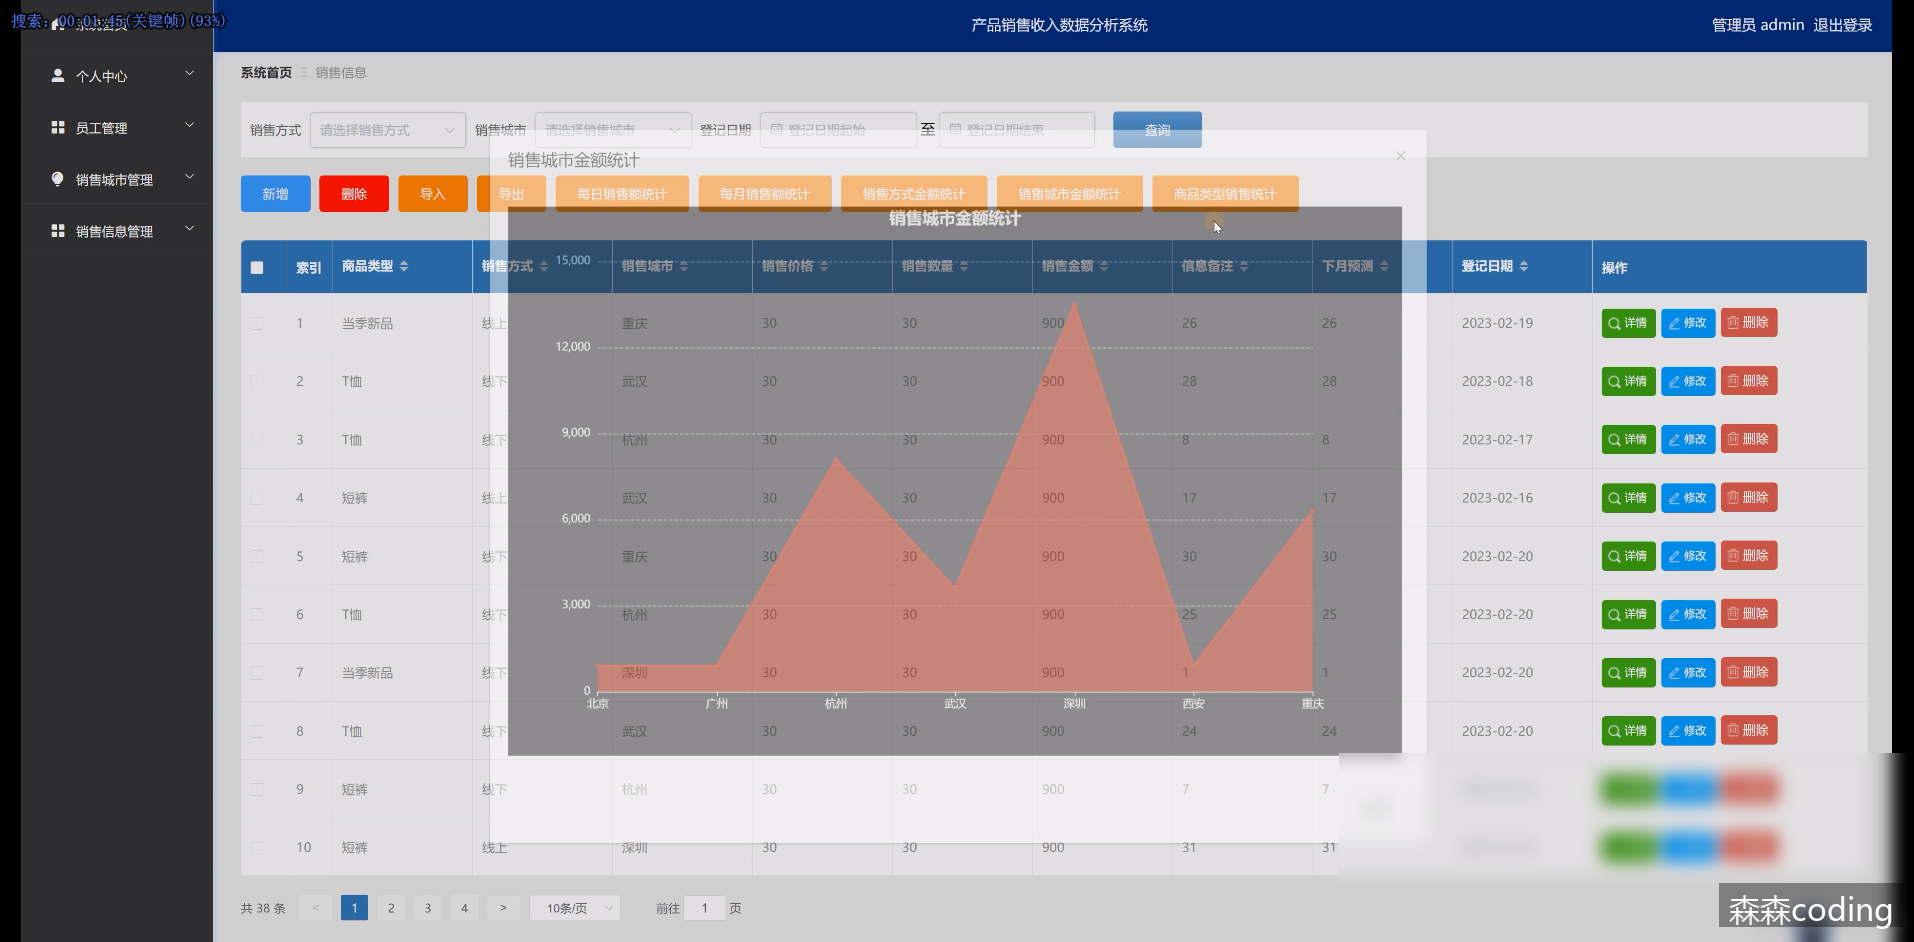 搜索: 00:01:45(关键帧)(93%)
系统首页
产品销售收入数据分析系统
管理员 admin 退出登录
个人中心
员工管理
销售城市管理
销售信息管理
系统首页 销售信息
销售方式 请选择销售方式 销售城市 请选择销售城市 登记日期 登记日期起始 至 登记日期结束 查询
销售城市金额统计
新增 删除 导入 导出 每日销售额统计 每月销售额统计 销售方式金额统计 销售城市金额统计 商品类型销售统计
销售城市金额统计
索引 商品类型 销售方式 销售城市 销售价格 销售数量 销售金额 信息备注 下月预测 登记日期 操作
15,000
12,000
9,000
6,000
3,000
0
北京 广州 杭州 武汉 深圳 西安 重庆
1 当季新品 线上 重庆 30 30 900 26 26 2023-02-19 详情 修改 删除
2 T恤 线下 武汉 30 30 900 28 28 2023-02-18 详情 修改 删除
3 T恤 线下 杭州 30 30 900 8 8 2023-02-17 详情 修改 删除
4 短裤 线上 武汉 30 30 900 17 17 2023-02-16 详情 修改 删除
5 短裤 线下 重庆 30 30 900 30 30 2023-02-20 详情 修改 删除
6 T恤 线下 杭州 30 30 900 25 25 2023-02-20 详情 修改 删除
7 当季新品 线下 深圳 30 30 900 1 1 2023-02-20 详情 修改 删除
8 T恤 线下 武汉 30 30 900 24 24 2023-02-20 详情 修改 删除
9 短裤 线下 杭州 30 30 900 7 7
10 短裤 线上 深圳 30 30 900 31 31
共 38 条 < 1 2 3 4 > 10条/页 前往 1 页
森森coding